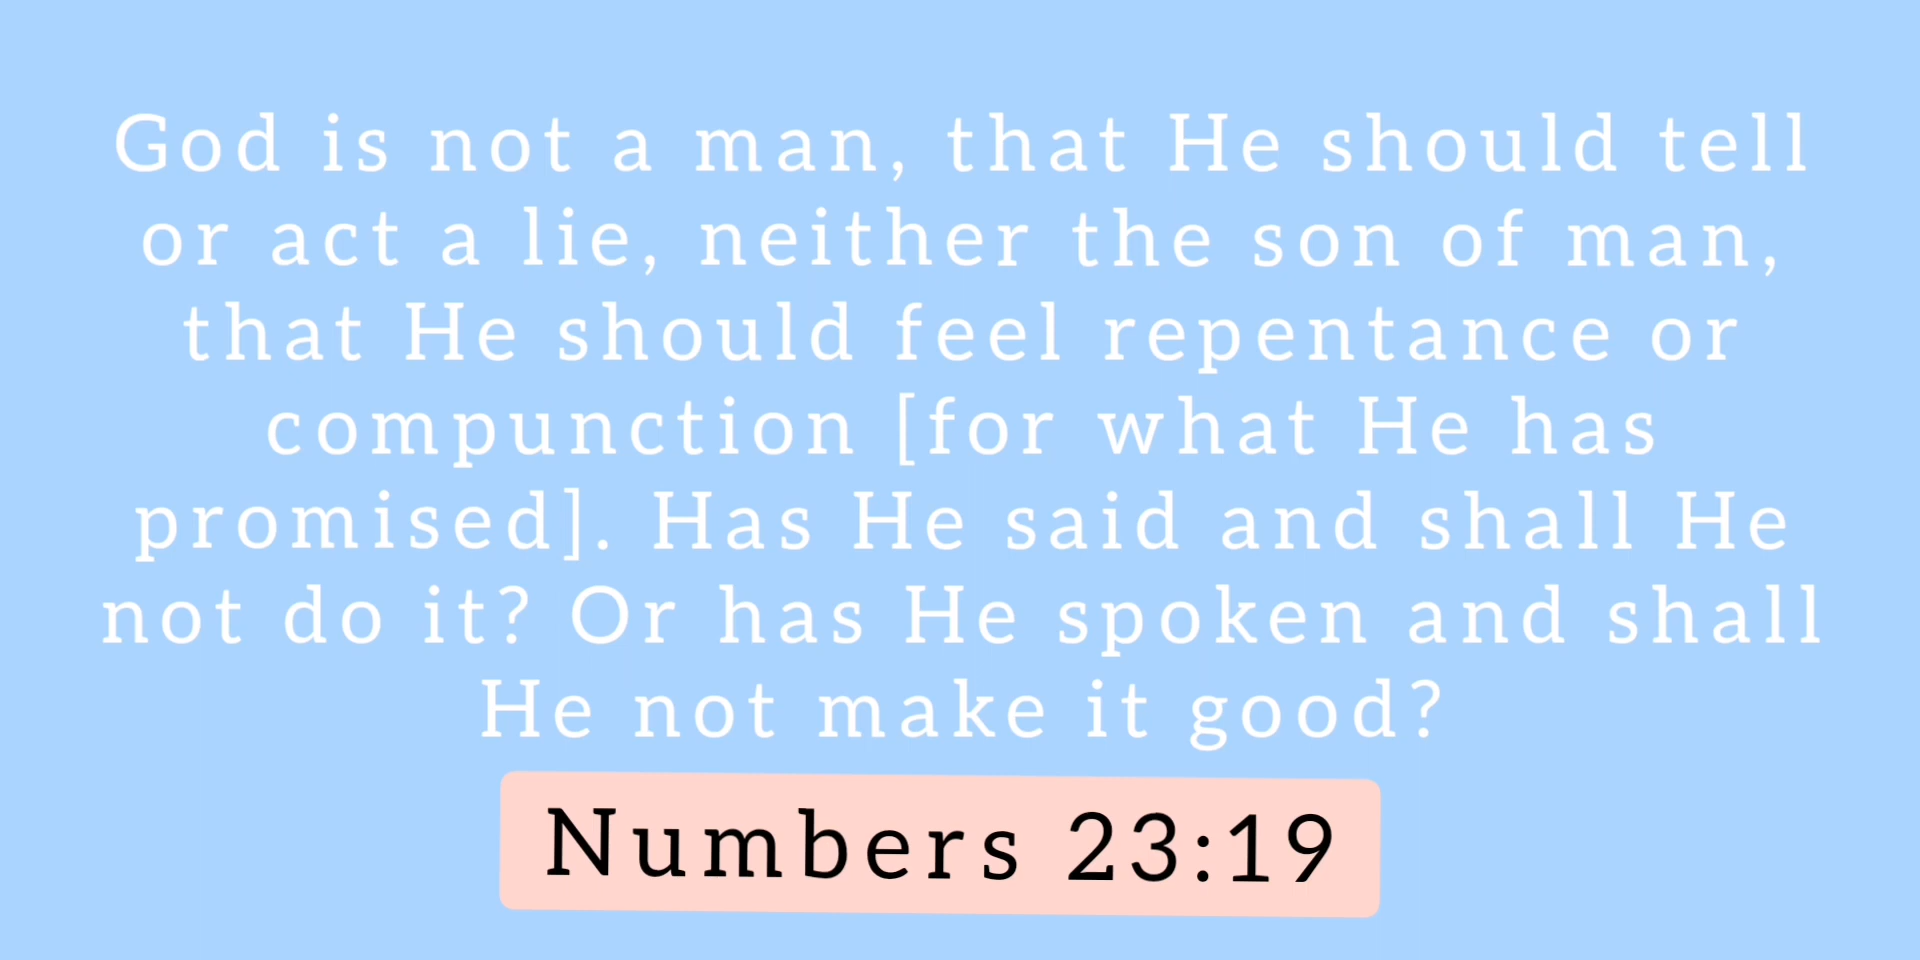 God is not a man, that He should tell
or act a lie, neither the son of man,
that He should feel repentance or
compunction [for what He has
promised]. Has He said and shall He
not do it? Or has He spoken and shall
He not make it good?
Numbers 23:19